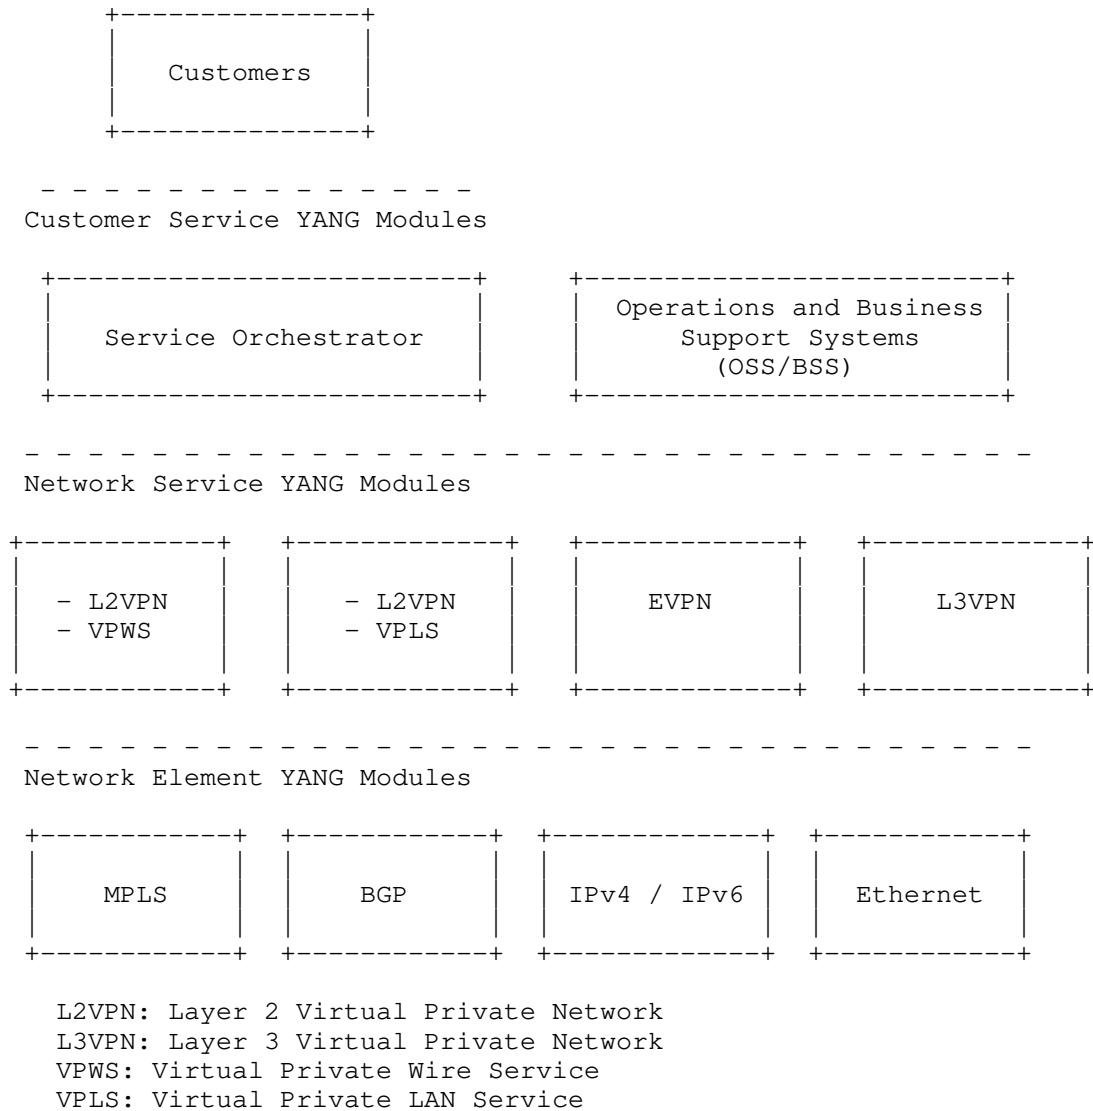 Customers
Customer Service YANG Modules
Service Orchestrator
Operations and Business
Support Systems
(OSS/BSS)
Network Service YANG Modules
- L2VPN
- VPWS
- L2VPN
- VPLS
EVPN
L3VPN
Network Element YANG Modules
MPLS
BGP
IPv4 / IPv6
Ethernet
L2VPN: Layer 2 Virtual Private Network
L3VPN: Layer 3 Virtual Private Network
VPWS: Virtual Private Wire Service
VPLS: Virtual Private LAN Service